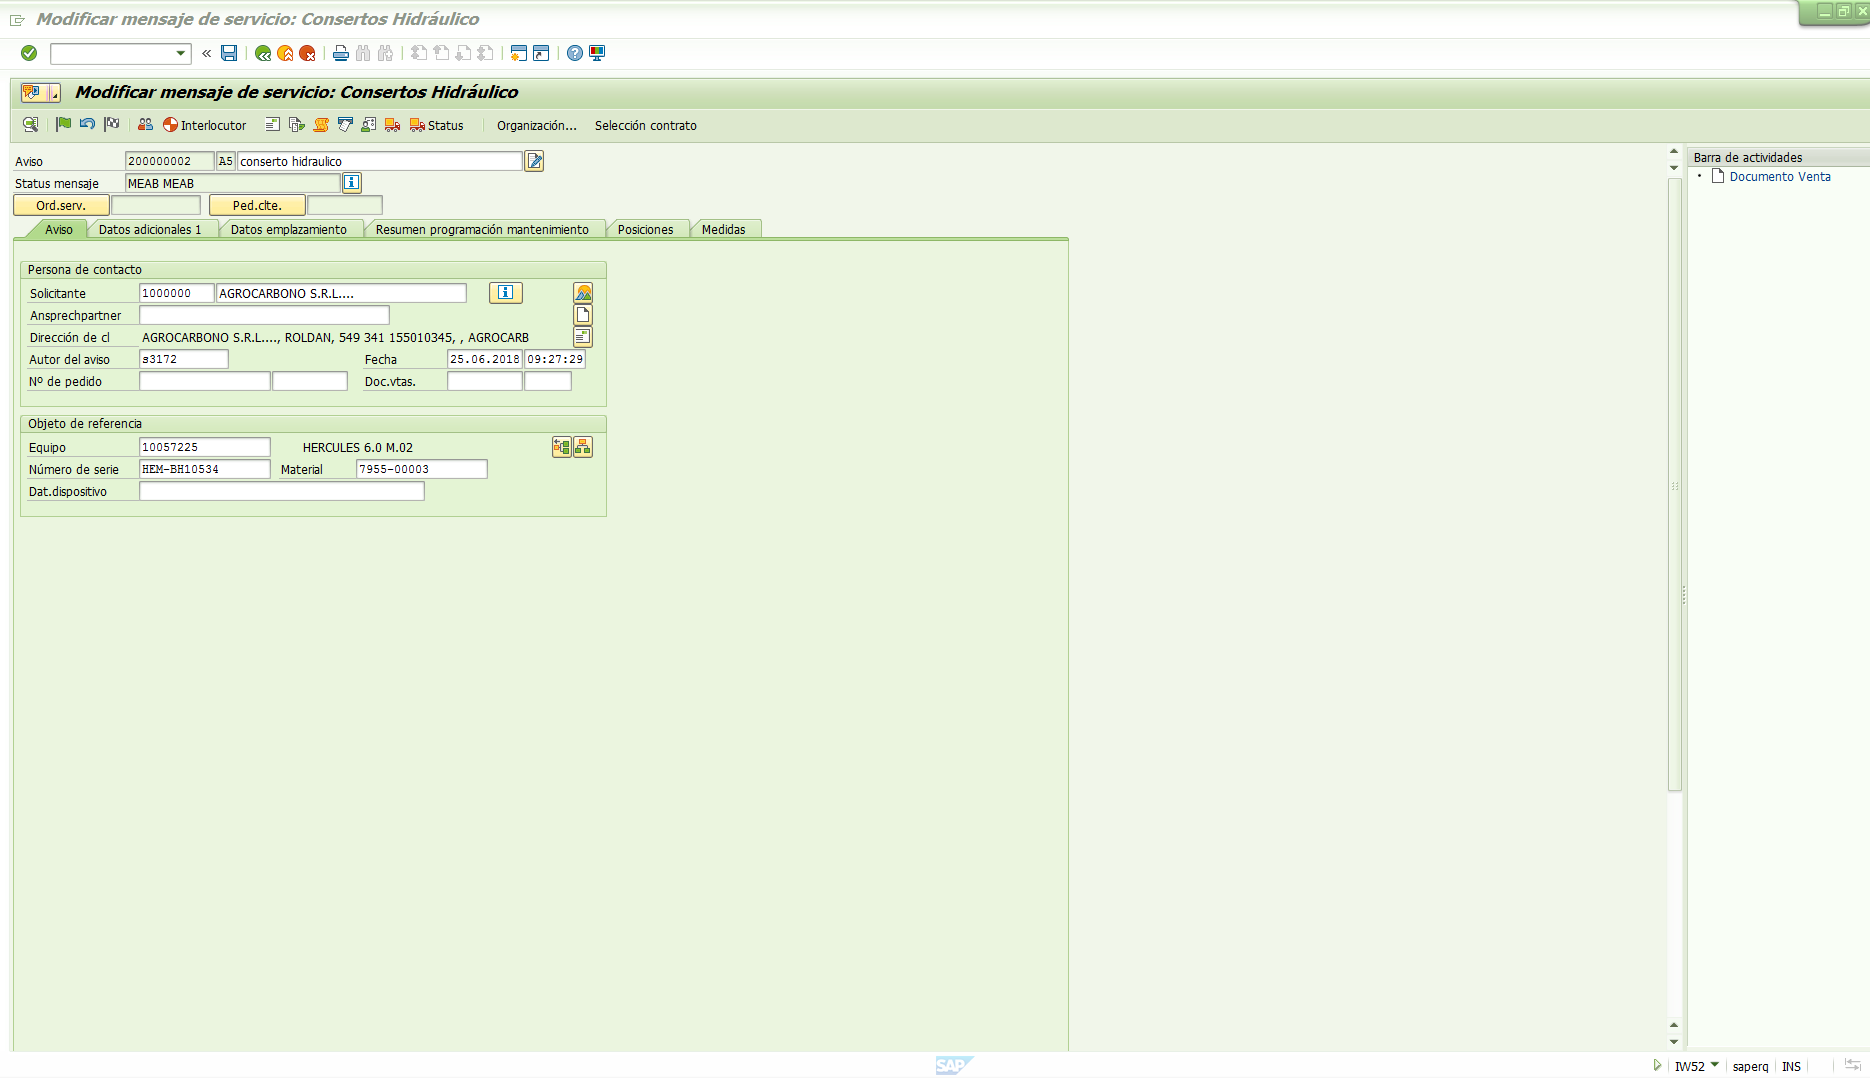 Modificar mensaje de servicio: Consertos Hidráulico
Modificar mensaje de servicio: Consertos Hidráulico
Interlocutor Status Organización... Selección contrato
Aviso 200000002 A5 conserto hidraulico
Status mensaje MEAB MEAB
Ord.serv. Ped.clte.
Aviso Datos adicionales 1 Datos emplazamiento Resumen programación mantenimiento Posiciones Medidas
Persona de contacto
Solicitante 1000000 AGROCARBONO S.R.L....
Ansprechpartner
Dirección de cl AGROCARBONO S.R.L...., ROLDAN, 549 341 155010345, , AGROCARB
Autor del aviso s3172 Fecha 25.06.2018 09:27:29
Nº de pedido Doc.vtas.
Objeto de referencia
Equipo 10057225 HERCULES 6.0 M.02
Número de serie HEM-BH10534 Material 7955-00003
Dat.dispositivo
Barra de actividades
• Documento Venta
SAP
IW52 saperq INS